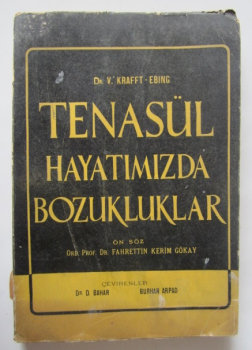 DR. V. KRAFFT - EBING
TENASÜL
HAYATIMIZDA
BOZUKLUKLAR
ÖN SÖZ
ORD. PROF. DR. FAHRETTİN KERİM GÖKAY
ÇEVİRENLER
DR D. BAHAR BURHAN ARPAD